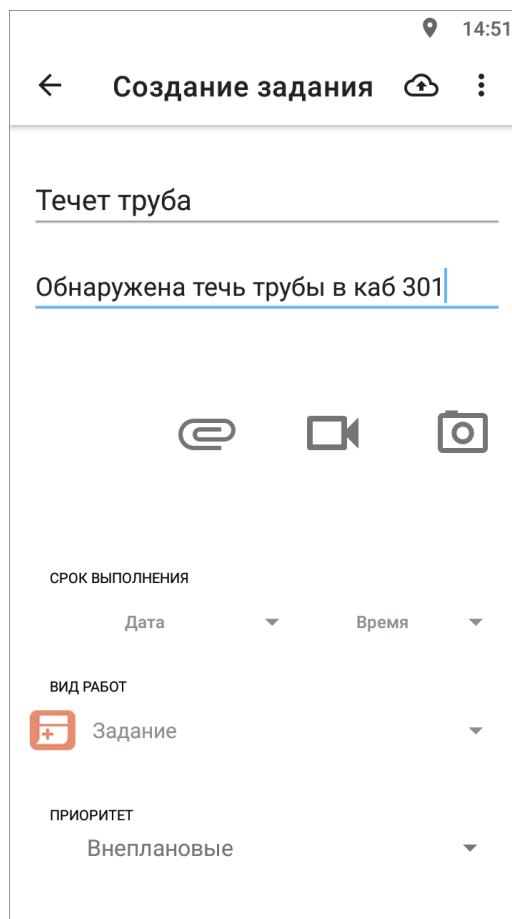 14:51
Создание задания
Течет труба
Обнаружена течь трубы в каб 301
СРОК ВЫПОЛНЕНИЯ
Дата Время
ВИД РАБОТ
Задание
ПРИОРИТЕТ
Внеплановые